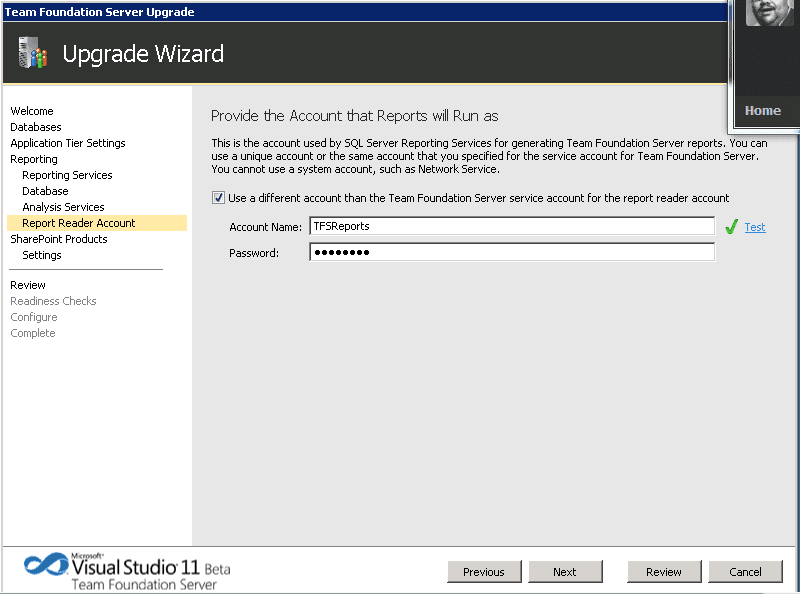 Team Foundation Server Upgrade
Upgrade Wizard
Home
Welcome
Databases
Application Tier Settings
Reporting
Reporting Services
Database
Analysis Services
Report Reader Account
SharePoint Products
Settings
Review
Readiness Checks
Configure
Complete
Provide the Account that Reports will Run as
This is the account used by SQL Server Reporting Services for generating Team Foundation Server reports. You can
use a unique account or the same account that you specified for the service account for Team Foundation Server.
You cannot use a system account, such as Network Service.
Use a different account than the Team Foundation Server service account for the report reader account
Account Name: TFSReports Test
Password: ••••••••
Microsoft®
Visual Studio 11 Beta
Team Foundation Server
Previous Next Review Cancel